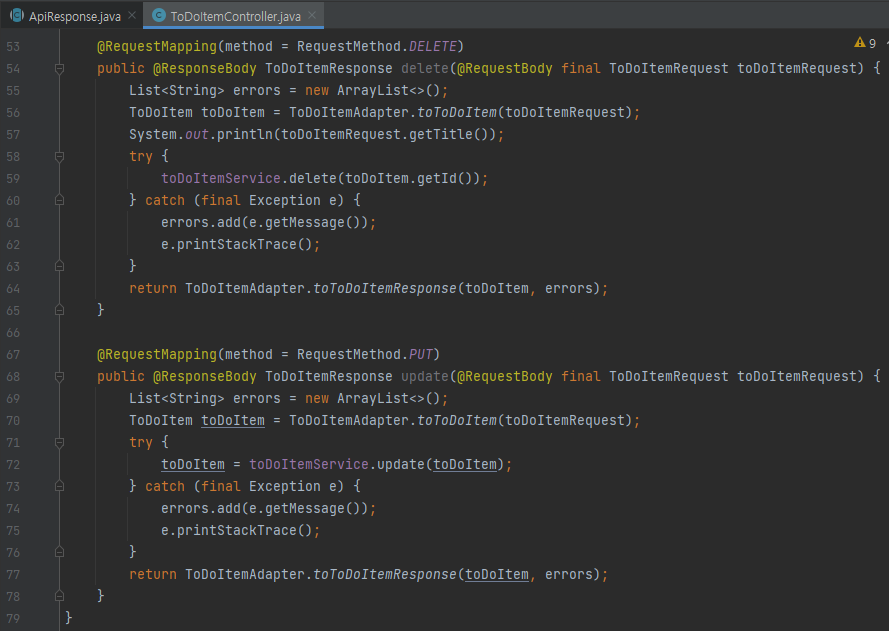 ApiResponse.java ToDoItemController.java
53 @RequestMapping(method = RequestMethod.DELETE) 9
54 public @ResponseBody ToDoItemResponse delete(@RequestBody final ToDoItemRequest toDoItemRequest) {
55 List<String> errors = new ArrayList<>();
56 ToDoItem toDoItem = ToDoItemAdapter.toToDoItem(toDoItemRequest);
57 System.out.println(toDoItemRequest.getTitle());
58 try {
59 toDoItemService.delete(toDoItem.getId());
60 } catch (final Exception e) {
61 errors.add(e.getMessage());
62 e.printStackTrace();
63 }
64 return ToDoItemAdapter.toToDoItemResponse(toDoItem, errors);
65 }
66
67 @RequestMapping(method = RequestMethod.PUT)
68 public @ResponseBody ToDoItemResponse update(@RequestBody final ToDoItemRequest toDoItemRequest) {
69 List<String> errors = new ArrayList<>();
70 ToDoItem toDoItem = ToDoItemAdapter.toToDoItem(toDoItemRequest);
71 try {
72 toDoItem = toDoItemService.update(toDoItem);
73 } catch (final Exception e) {
74 errors.add(e.getMessage());
75 e.printStackTrace();
76 }
77 return ToDoItemAdapter.toToDoItemResponse(toDoItem, errors);
78 }
79 }